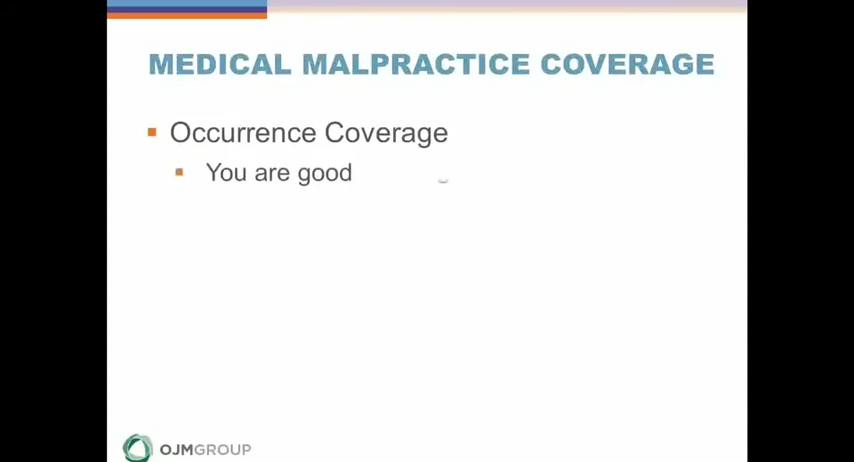 MEDICAL MALPRACTICE COVERAGE
Occurrence Coverage
You are good
OJMGROUP